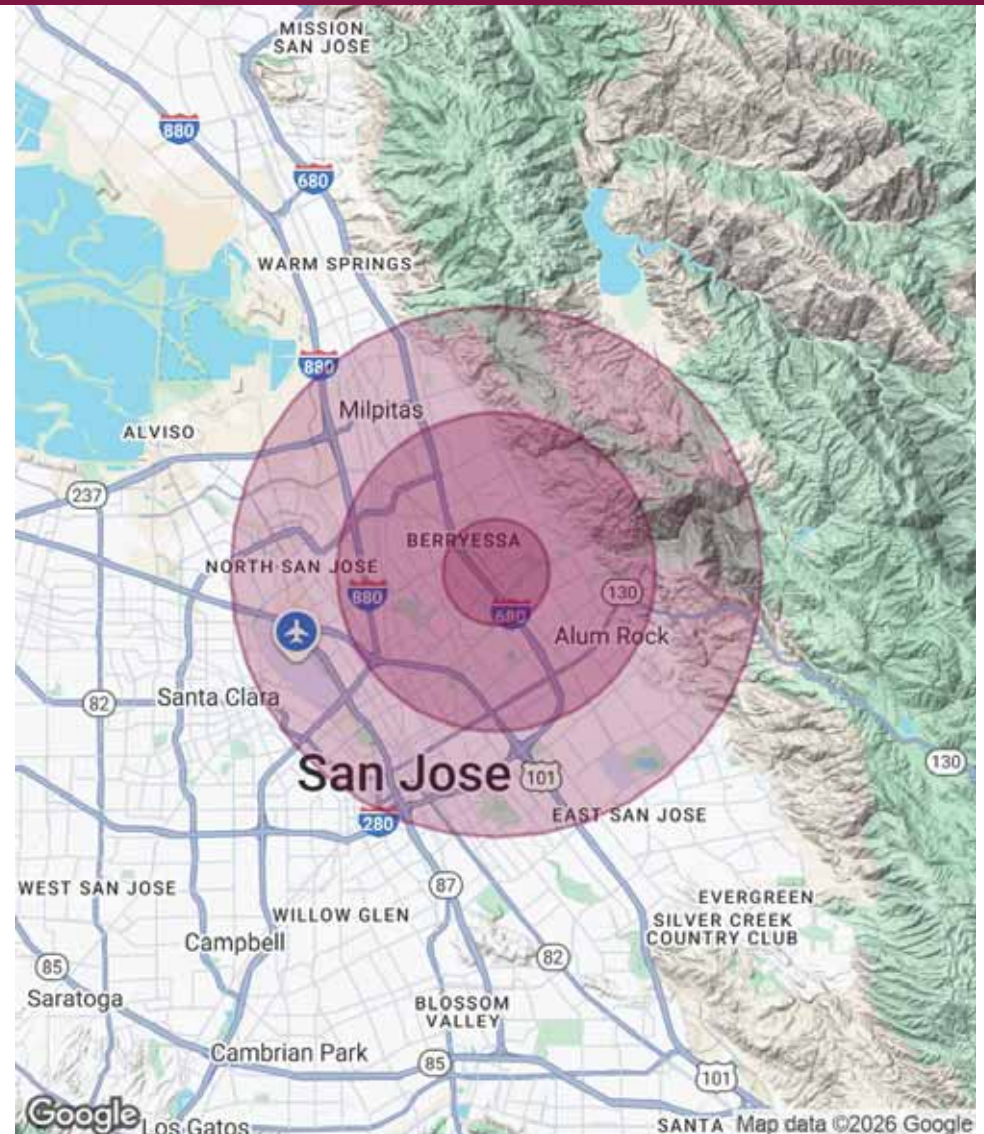 MISSION
SAN JOSE
880
680
WARM SPRINGS
880
Milpitas
ALVISO
237
BERRYESSA
NORTH SAN JOSE
880
130
680
Alum Rock
Santa Clara
82
San Jose
101
130
280
EAST SAN JOSE
87
WEST SAN JOSE
EVERGREEN
WILLOW GLEN
SILVER CREEK
COUNTRY CLUB
Campbell
82
85
Saratoga
BLOSSOM
VALLEY
Cambrian Park
85
101
Google
Los Gatos
SANTA
Map data ©2026 Google